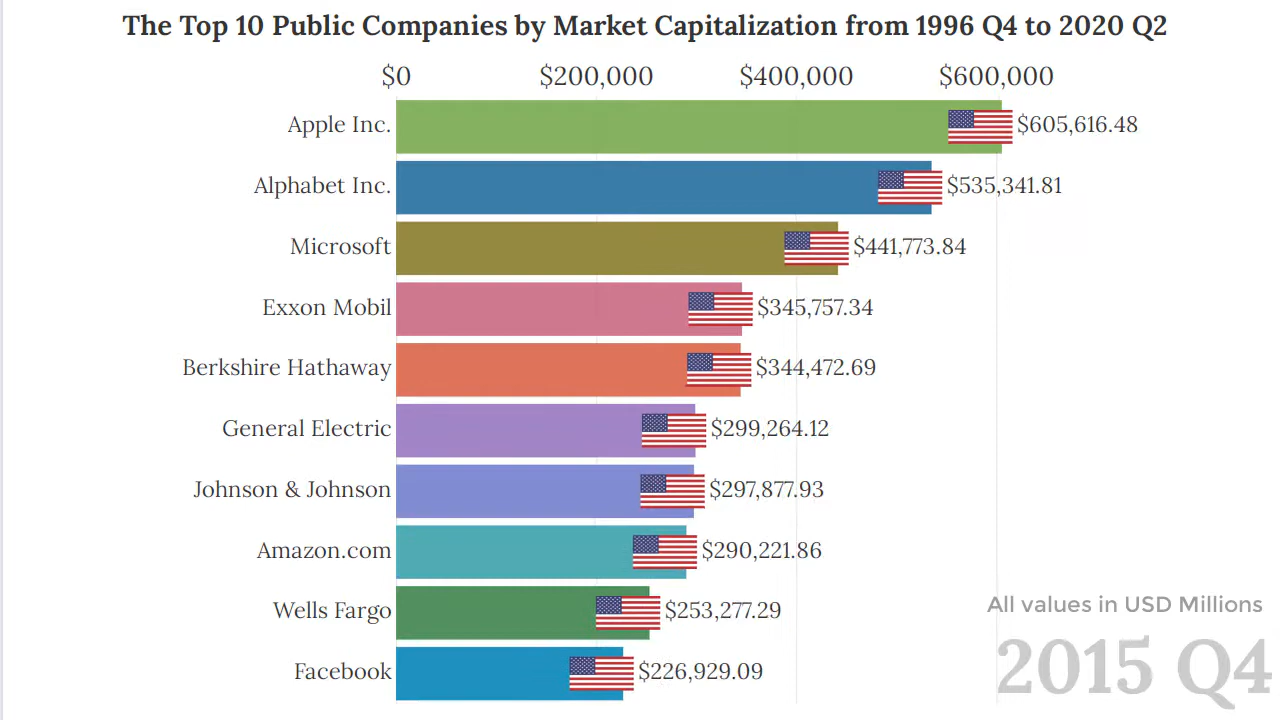 The Top 10 Public Companies by Market Capitalization from 1996 Q4 to 2020 Q2
$0 $200,000 $400,000 $600,000
Apple Inc. $605,616.48
Alphabet Inc. $535,341.81
Microsoft $441,773.84
Exxon Mobil $345,757.34
Berkshire Hathaway $344,472.69
General Electric $299,264.12
Johnson & Johnson $297,877.93
Amazon.com $290,221.86
Wells Fargo $253,277.29
All values in USD Millions
Facebook $226,929.09
2015 Q4